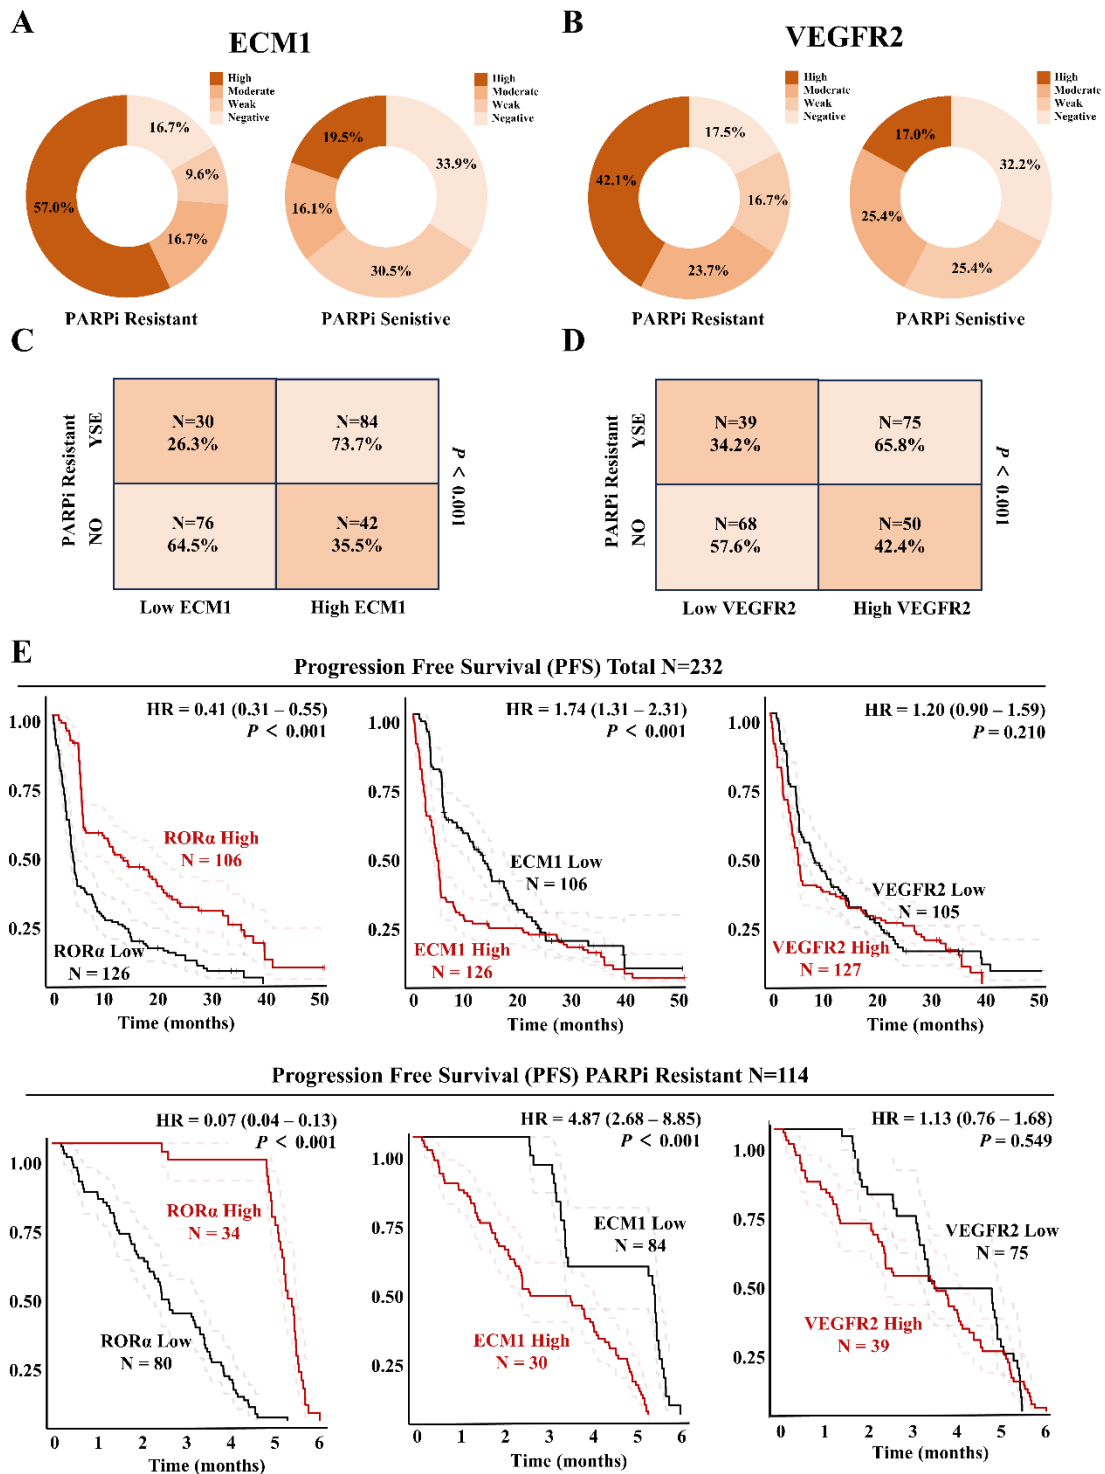 A
ECM1
High
Moderate
Weak
Negative
16.7%
9.6%
16.7%
57.0%
PARPi Resistant
High
Moderate
Weak
Negative
19.5%
33.9%
16.1%
30.5%
PARPi Senistive
B
VEGFR2
High
Moderate
Weak
Negative
17.5%
16.7%
23.7%
42.1%
PARPi Resistant
High
Moderate
Weak
Negative
17.0%
32.2%
25.4%
25.4%
PARPi Senistive
C
PARPi Resistant
YSE
NO
N=30
26.3%
N=84
73.7%
N=76
64.5%
N=42
35.5%
Low ECM1
High ECM1
P < 0.001
D
PARPi Resistant
YSE
NO
N=39
34.2%
N=75
65.8%
N=68
57.6%
N=50
42.4%
Low VEGFR2
High VEGFR2
P < 0.001
E
Progression Free Survival (PFS) Total N=232
HR = 0.41 (0.31 – 0.55)
P < 0.001
1.00
0.75
0.50
0.25
RORα High
N = 106
RORα Low
N = 126
0 10 20 30 40 50
Time (months)
HR = 1.74 (1.31 – 2.31)
P < 0.001
1.00
0.75
0.50
0.25
ECM1 Low
N = 106
ECM1 High
N = 126
0 10 20 30 40 50
Time (months)
HR = 1.20 (0.90 – 1.59)
P = 0.210
1.00
0.75
0.50
0.25
VEGFR2 Low
N = 105
VEGFR2 High
N = 127
0 10 20 30 40 50
Time (months)
Progression Free Survival (PFS) PARPi Resistant N=114
HR = 0.07 (0.04 – 0.13)
P < 0.001
1.00
0.75
0.50
0.25
RORα High
N = 34
RORα Low
N = 80
0 1 2 3 4 5 6
Time (months)
HR = 4.87 (2.68 – 8.85)
P < 0.001
1.00
0.75
0.50
0.25
ECM1 Low
N = 84
ECM1 High
N = 30
0 1 2 3 4 5 6
Time (months)
HR = 1.13 (0.76 – 1.68)
P = 0.549
1.00
0.75
0.50
0.25
VEGFR2 Low
N = 75
VEGFR2 High
N = 39
0 1 2 3 4 5 6
Time (months)